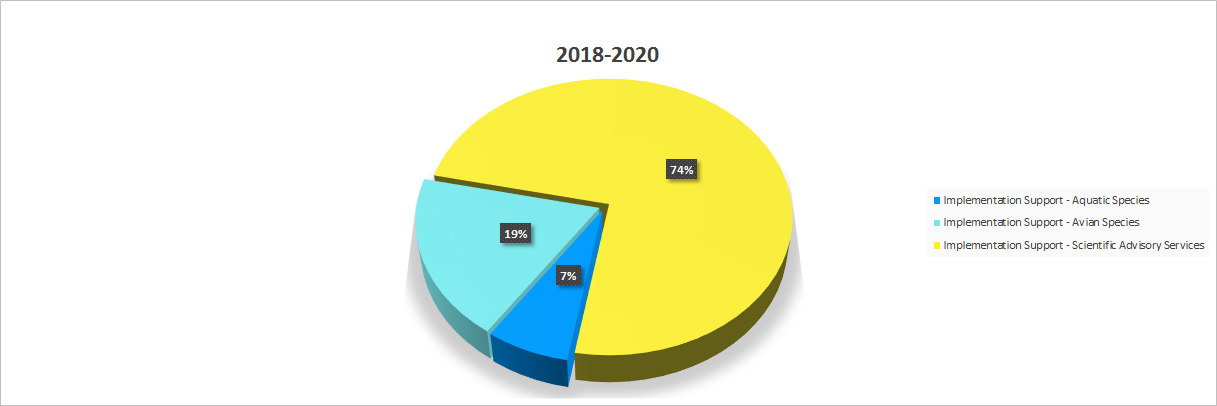 2018-2020
74%
19%
7%
Implementation Support - Aquatic Species
Implementation Support - Avian Species
Implementation Support - Scientific Advisory Services